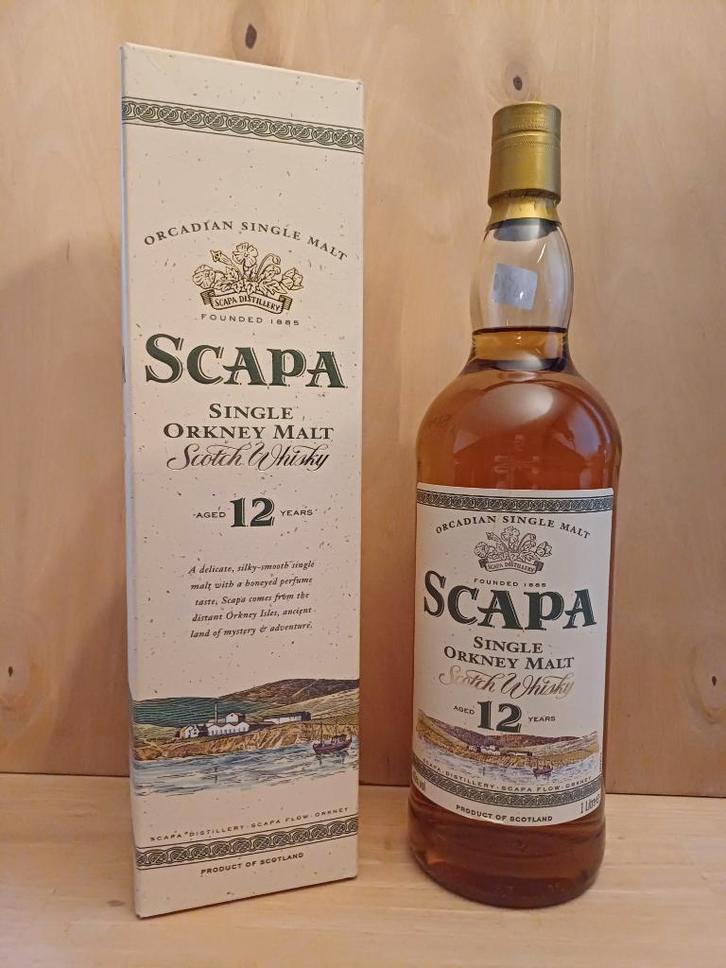 ORCADIAN SINGLE MALT
SCAPA DISTILLERY
FOUNDED 1885
SCAPA
SINGLE
ORKNEY MALT
Scotch Whisky
AGED 12 YEARS
A delicate, silky-smooth single
malt with a honeyed perfume
taste, Scapa comes from the
distant Orkney Isles, ancient
land of mystery & adventure.
SCAPA DISTILLERY · SCAPA FLOW · ORKNEY
PRODUCT OF SCOTLAND
ORCADIAN SINGLE MALT
SCAPA DISTILLERY
FOUNDED 1885
SCAPA
SINGLE
ORKNEY MALT
Scotch Whisky
AGED 12 YEARS
SCAPA DISTILLERY · SCAPA FLOW · ORKNEY
1 Litre
PRODUCT OF SCOTLAND